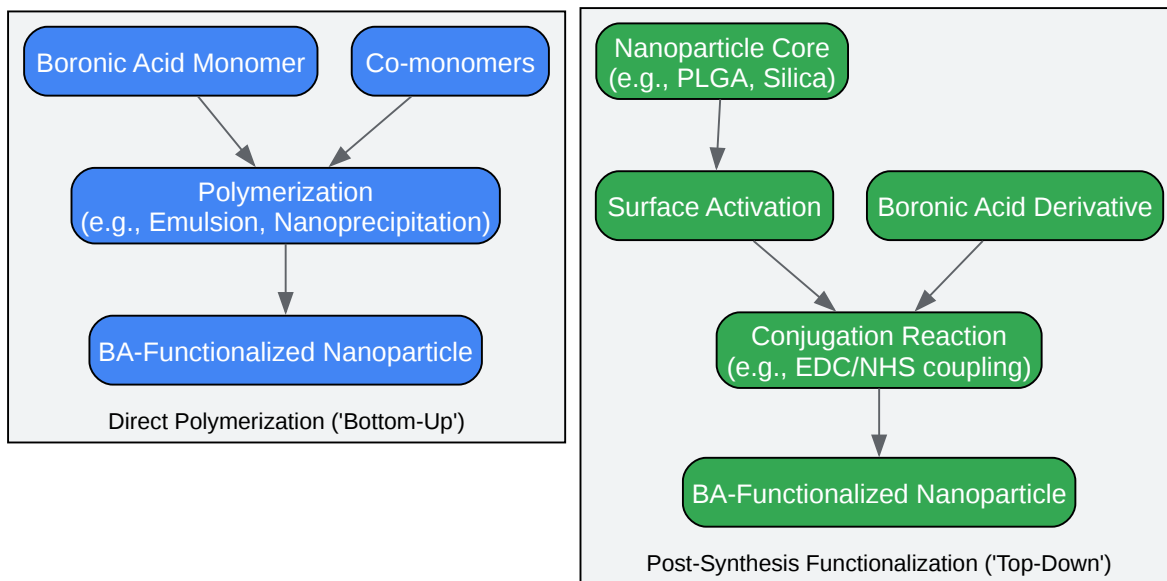 Boronic Acid Monomer
Co-monomers
Polymerization
(e.g., Emulsion, Nanoprecipitation)
BA-Functionalized Nanoparticle
Direct Polymerization ('Bottom-Up')
Nanoparticle Core
(e.g., PLGA, Silica)
Surface Activation
Boronic Acid Derivative
Conjugation Reaction
(e.g., EDC/NHS coupling)
BA-Functionalized Nanoparticle
Post-Synthesis Functionalization ('Top-Down')